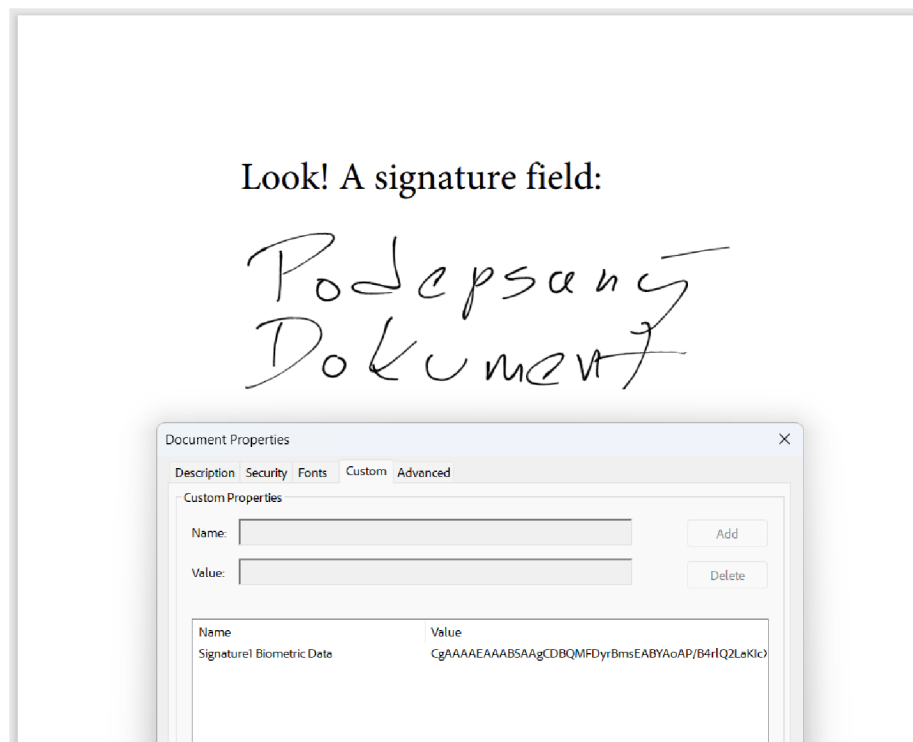 Look! A signature field:
Podepsaný
Dokument
Document Properties
Description Security Fonts Custom Advanced
Custom Properties
Name: Add
Value: Delete
Name Value
Signature1 Biometric Data CgAAAAEAAABSAAgCDBQMFDyrBmsEABYAoAP/B4rlQ2LaKlc